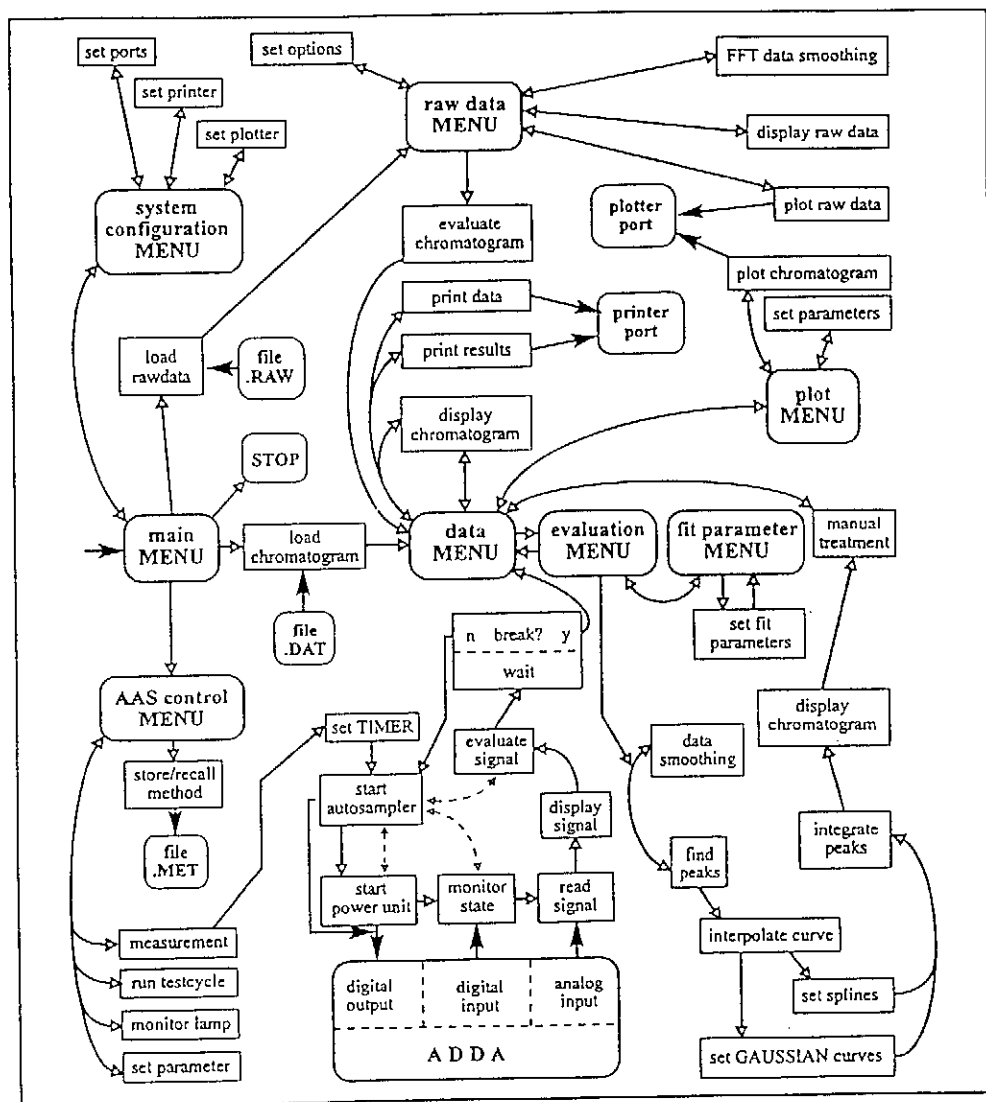 set ports
set printer
set plotter
system
configuration
MENU
set options
raw data
MENU
FFT data smoothing
display raw data
plot raw data
plotter
port
evaluate
chromatogram
plot chromatogram
set parameters
print data
print results
printer
port
load
rawdata
file
.RAW
display
chromatogram
plot
MENU
STOP
main
MENU
load
chromatogram
file
.DAT
data
MENU
evaluation
MENU
fit parameter
MENU
manual
treatment
set fit
parameters
n break? y
wait
AAS control
MENU
store/recall
method
file
.MET
set TIMER
evaluate
signal
start
autosampler
display
signal
data
smoothing
display
chromatogram
start
power unit
monitor
state
read
signal
find
peaks
integrate
peaks
measurement
run testcycle
monitor lamp
set parameter
digital
output
digital
input
analog
input
A D D A
interpolate curve
set splines
set GAUSSIAN curves